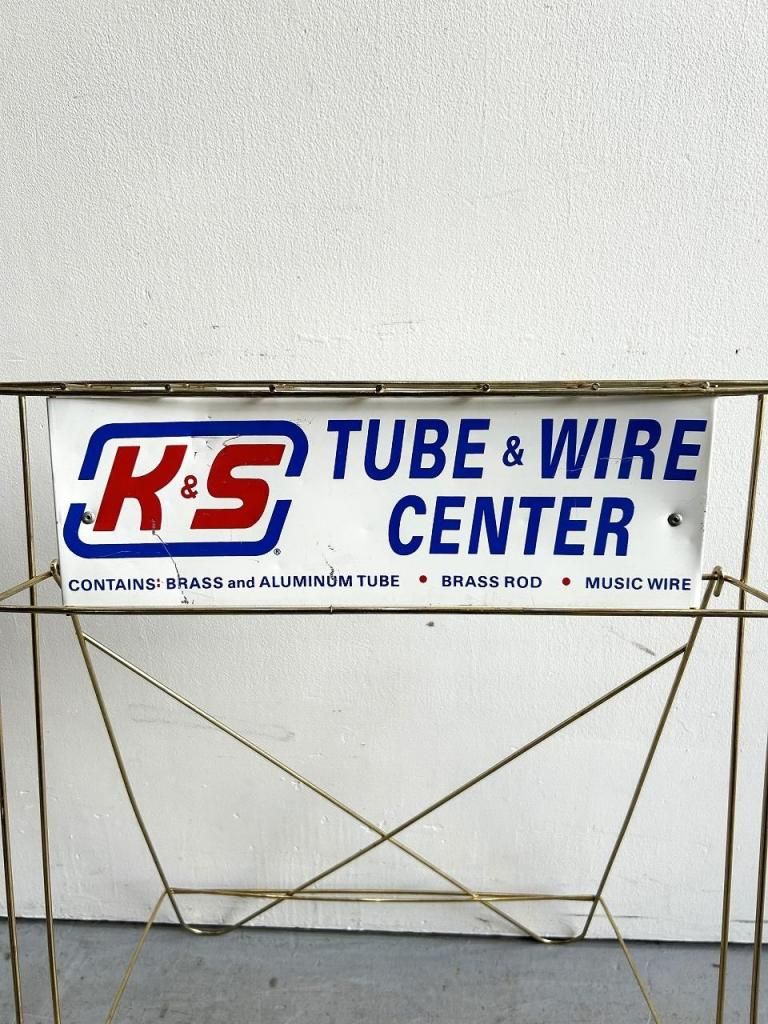 K&S®
TUBE & WIRE
CENTER
CONTAINS: BRASS and ALUMINUM TUBE • BRASS ROD • MUSIC WIRE